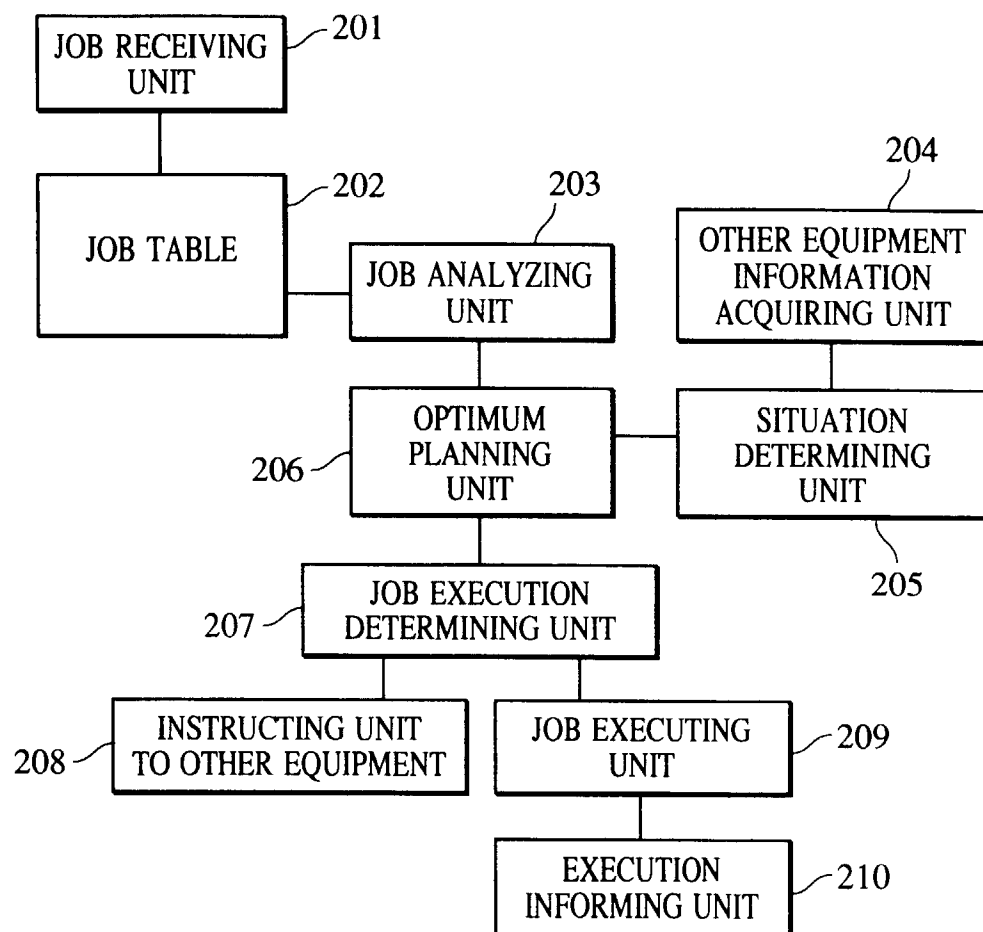 JOB RECEIVING
UNIT
201
JOB TABLE
202
JOB ANALYZING
UNIT
203
OTHER EQUIPMENT
INFORMATION
ACQUIRING UNIT
204
OPTIMUM
PLANNING
UNIT
206
SITUATION
DETERMINING
UNIT
205
JOB EXECUTION
DETERMINING UNIT
207
INSTRUCTING UNIT
TO OTHER EQUIPMENT
208
JOB EXECUTING
UNIT
209
EXECUTION
INFORMING UNIT
210